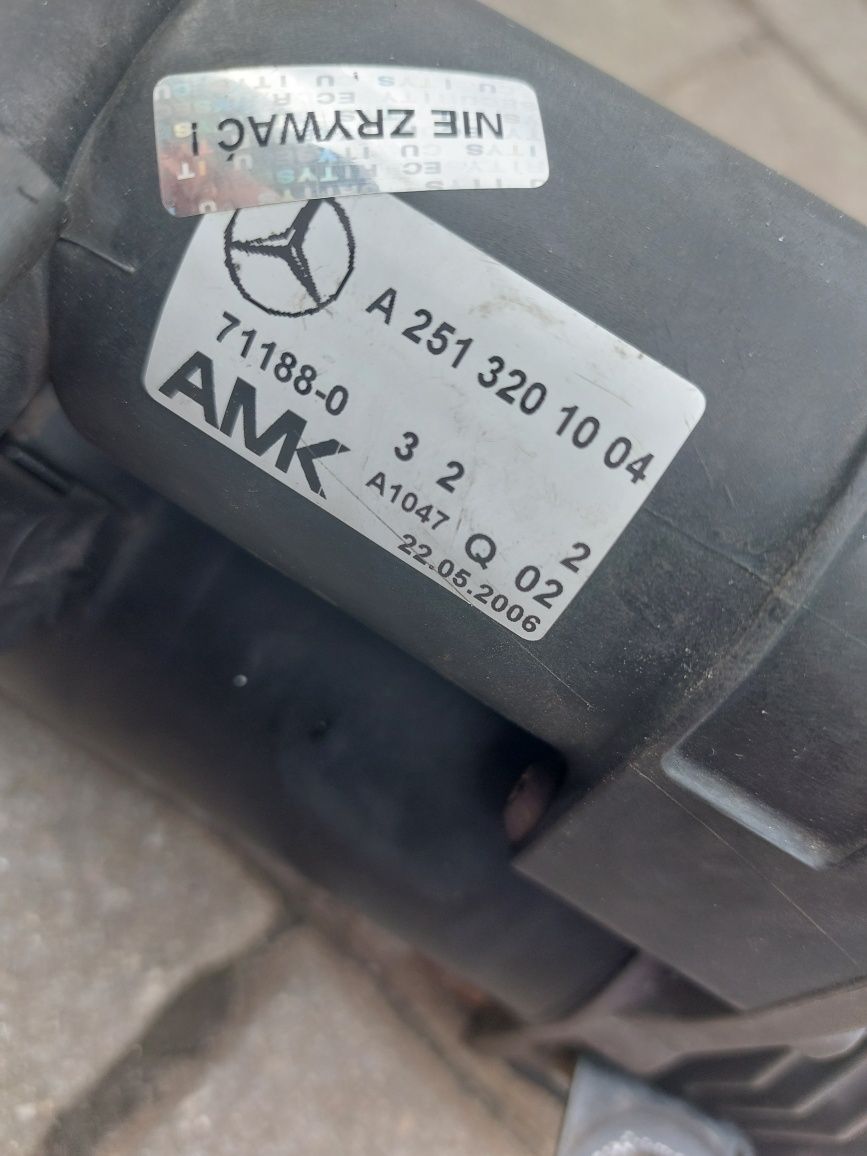 NIE ZRYWAĆ !
A 251 320 10 04
71188-0
AMK
3 2 2
A1047 Q 02
22.05.2006